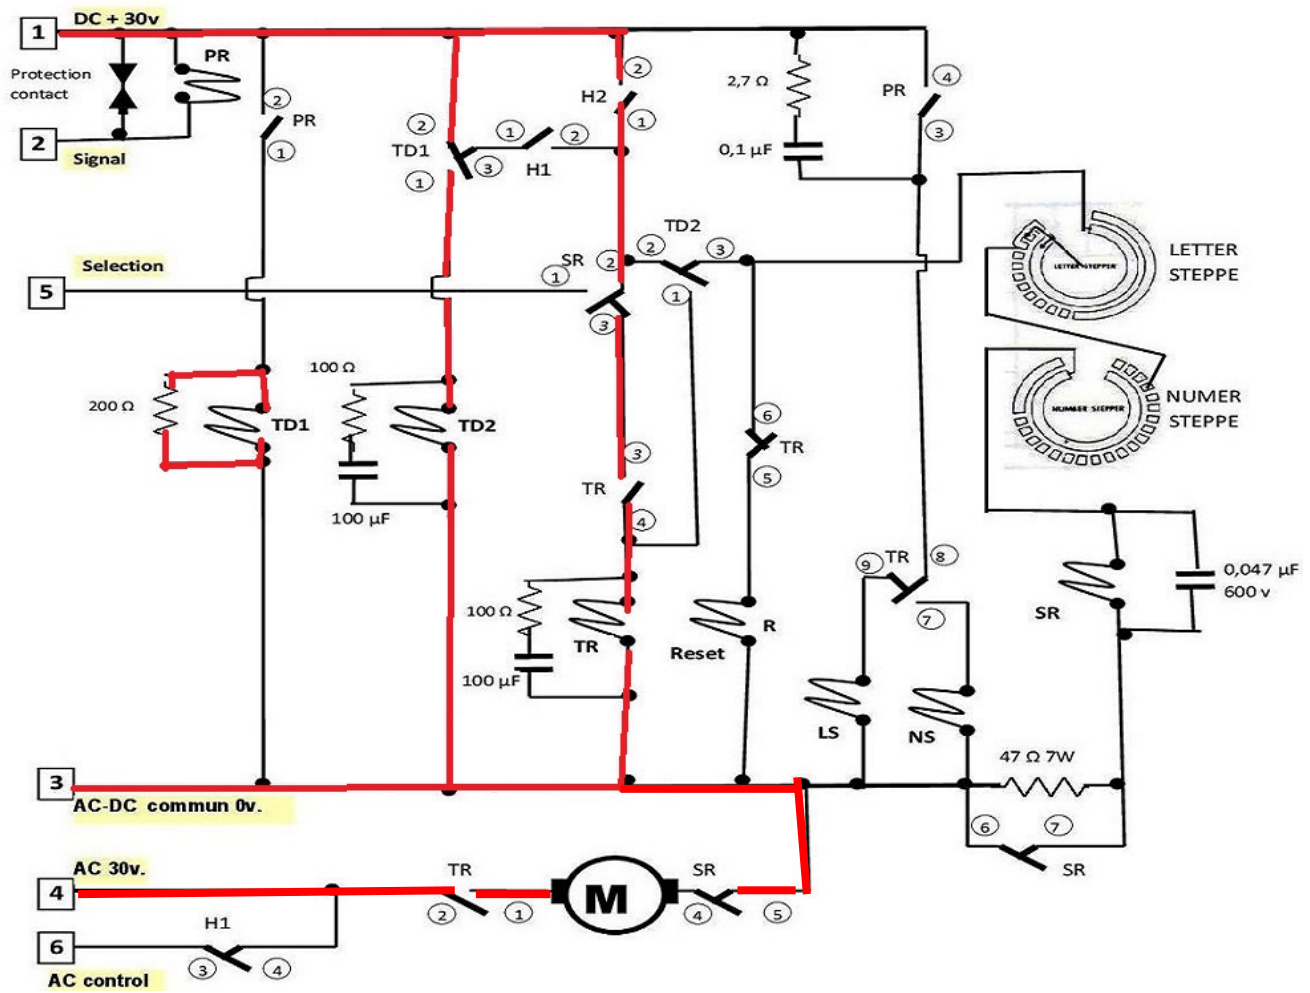 DC + 30v
1
PR
Protection
contact
2
Signal
2
PR
1
2
TD1
1
3
1
2
H1
2
H2
1
2,7 Ω
0,1 µF
4
PR
3
Selection
5
1
SR
2
3
TD2
2
3
1
LETTER
STEPPE
LETTER STEPPER
NUMER
STEPPE
NUMBER STEPPER
200 Ω
TD1
100 Ω
TD2
100 µF
3
TR
4
6
TR
5
100 Ω
TR
100 µF
R
Reset
9
TR
8
7
LS
NS
SR
0,047 µF
600 v
47 Ω 7W
6
7
SR
3
AC-DC commun 0v.
AC 30v.
4
TR
2
1
M
SR
4
5
H1
6
3
4
AC control